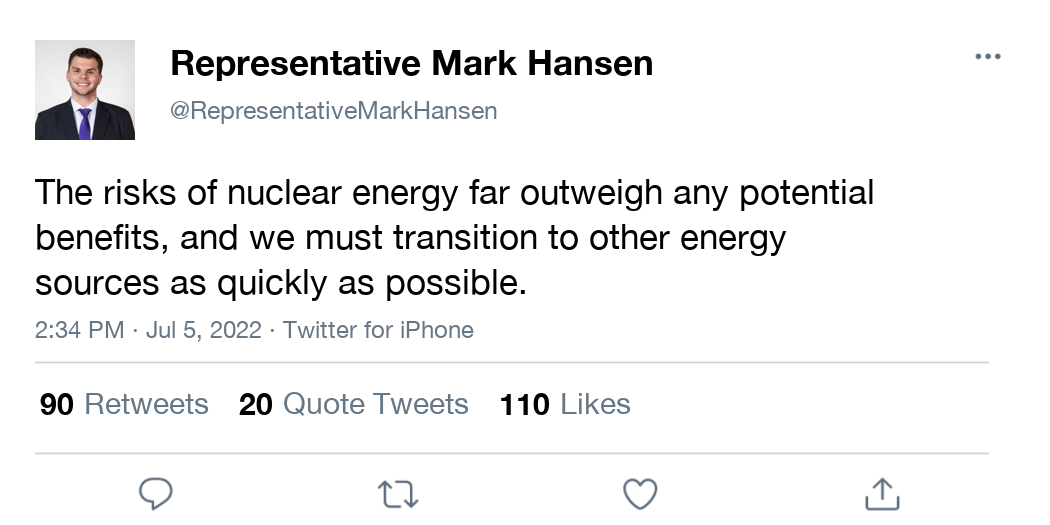 Representative Mark Hansen
@RepresentativeMarkHansen
The risks of nuclear energy far outweigh any potential
benefits, and we must transition to other energy
sources as quickly as possible.
2:34 PM · Jul 5, 2022 · Twitter for iPhone
90 Retweets 20 Quote Tweets 110 Likes